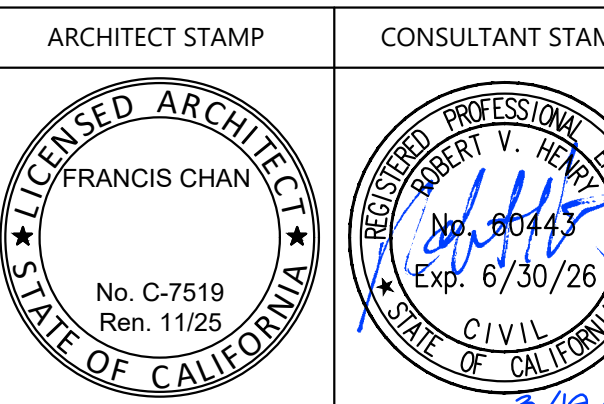 ARCHITECT STAMP
CONSULTANT STAM
LICENSED ARCHITECT
FRANCIS CHAN
No. C-7519
Ren. 11/25
STATE OF CALIFORNIA
REGISTERED PROFESSIONAL E
ROBERT V. HENRY
No. 60443
Exp. 6/30/26
CIVIL
STATE OF CALIFORN